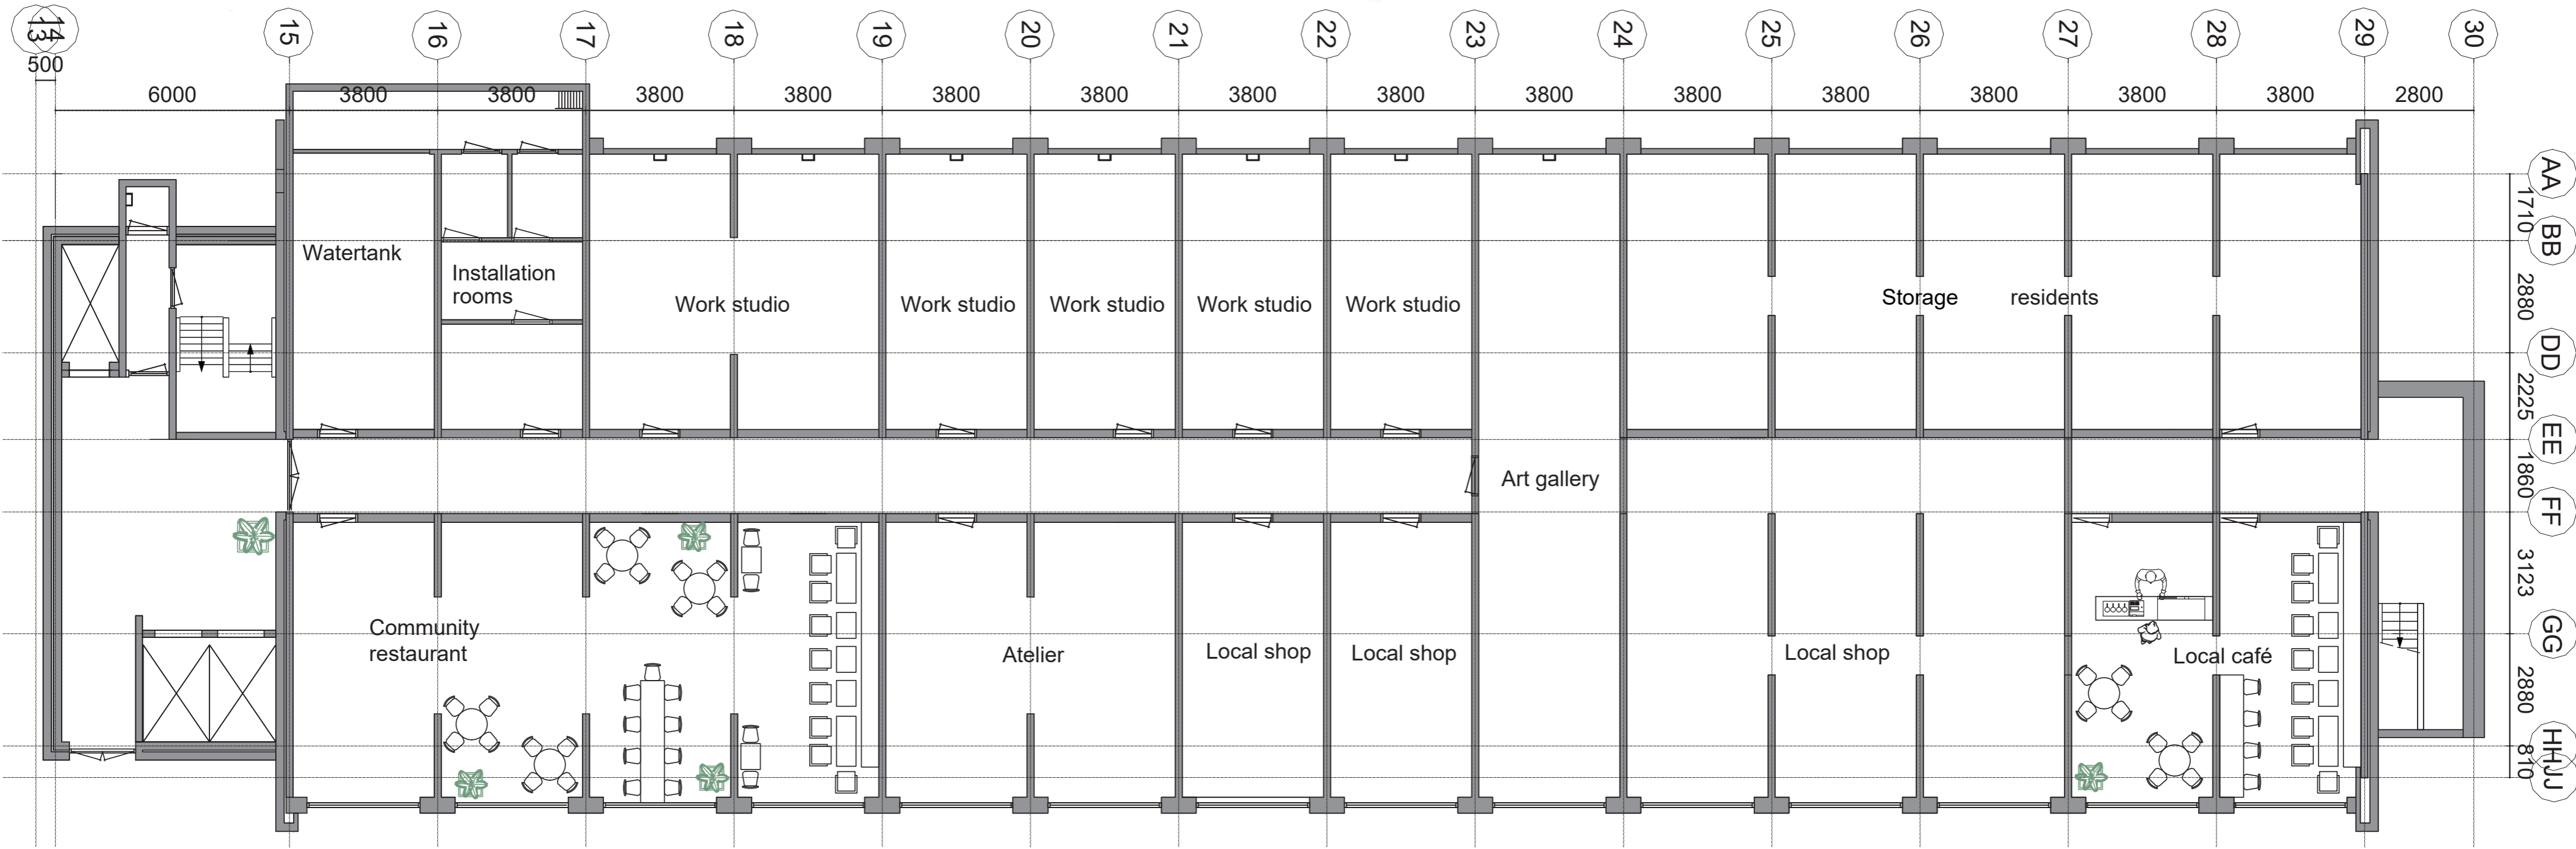 13
14
15
16
17
18
19
20
21
22
23
24
25
26
27
28
29
30
500
6000
3800
3800
3800
3800
3800
3800
3800
3800
3800
3800
3800
3800
3800
3800
2800
AA
1710
BB
2880
DD
2225
EE
1860
FF
3123
GG
2880
HH
810
JJ
Watertank
Installation
rooms
Work studio
Work studio
Work studio
Work studio
Work studio
Storage residents
Art gallery
Community
restaurant
Atelier
Local shop
Local shop
Local shop
Local café